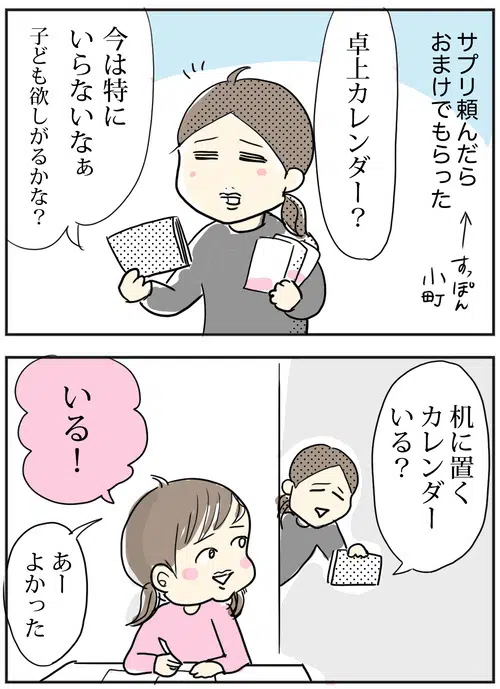 サプリ頼んだら
おまけでもらった
←すっぽん
小町
卓上カレンダー？
今は特に
いらないなぁ
子ども欲しがるかな？
机に置く
カレンダー
いる？
いる！
あー
よかった